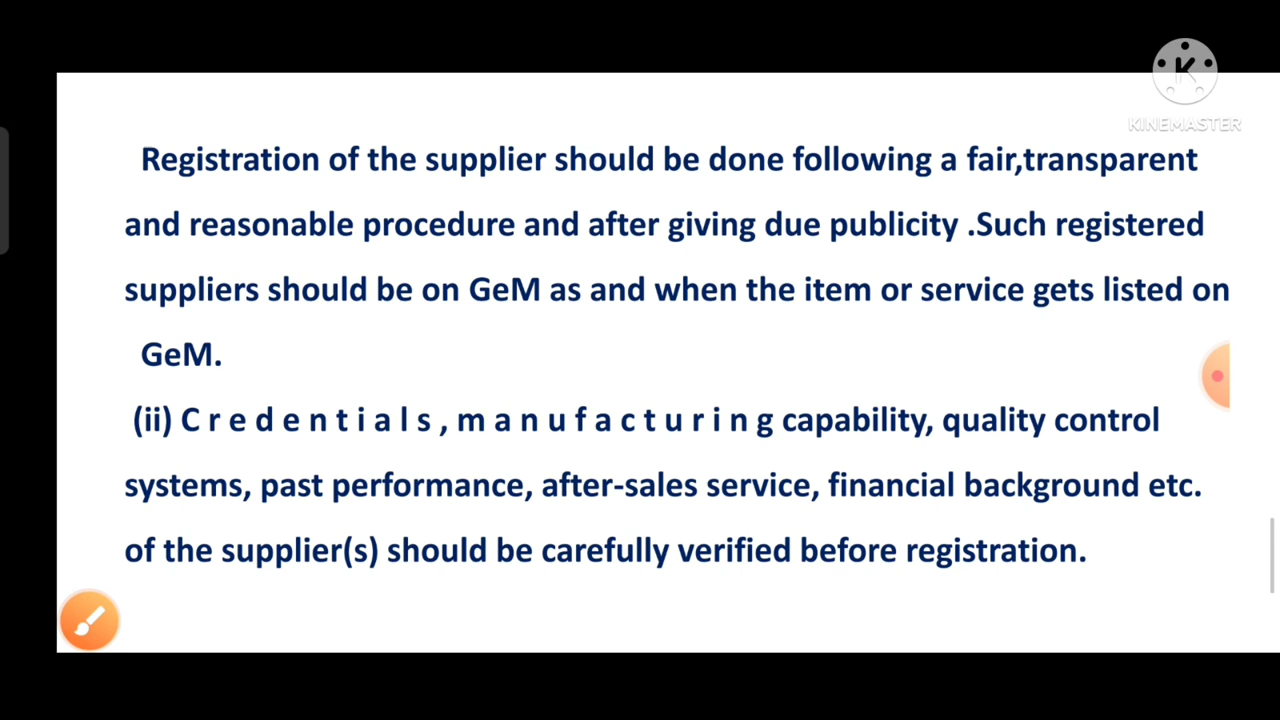 KINEMASTER
Registration of the supplier should be done following a fair,transparent
and reasonable procedure and after giving due publicity .Such registered
suppliers should be on GeM as and when the item or service gets listed on
GeM.
(ii) C r e d e n t i a l s , m a n u f a c t u r i n g capability, quality control
systems, past performance, after-sales service, financial background etc.
of the supplier(s) should be carefully verified before registration.